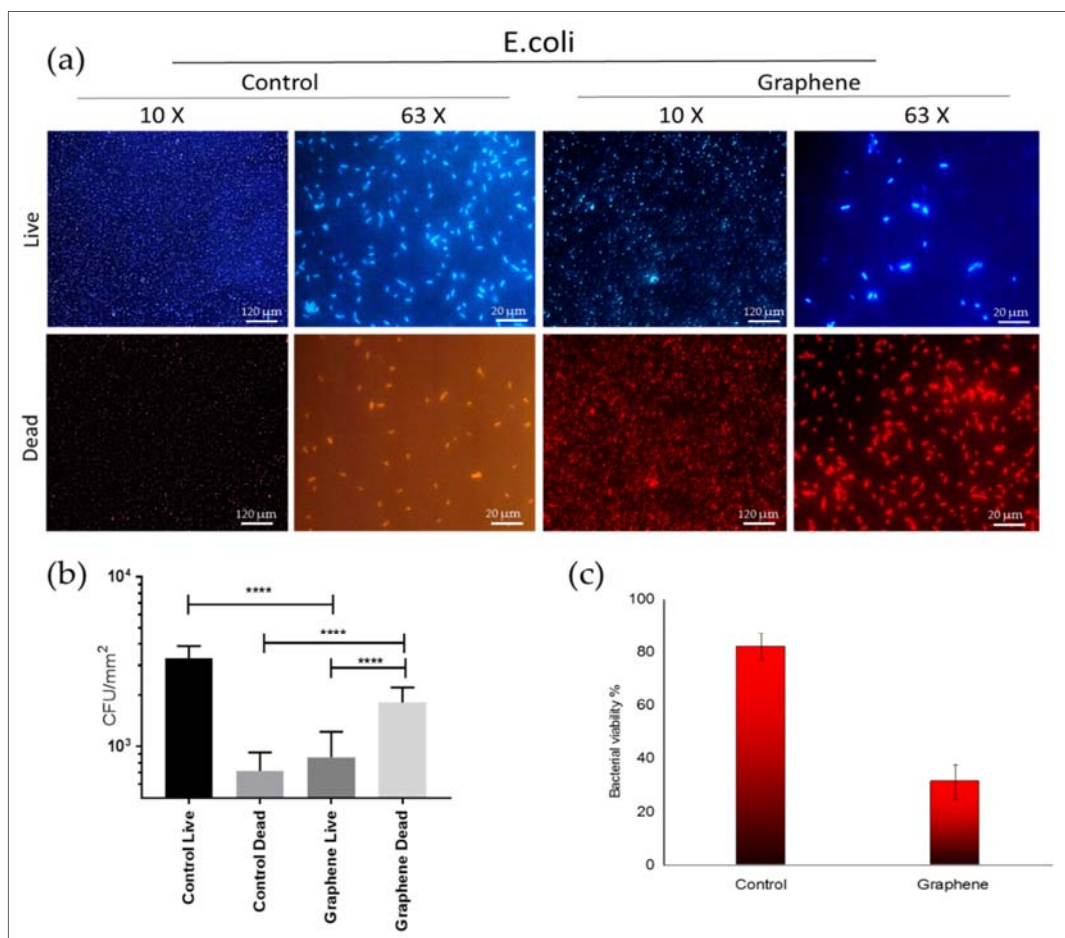 (a)
E.coli
Control Graphene
10 X 63 X 10 X 63 X
Live
120 µm 20 µm 120 µm 20 µm
Dead
120 µm 20 µm 120 µm 20 µm
(b)
10⁴
10³
CFU/mm²
****
****
****
Control Live
Control Dead
Graphene Live
Graphene Dead
(c)
100
80
60
40
20
0
Bacterial viability %
Control Graphene